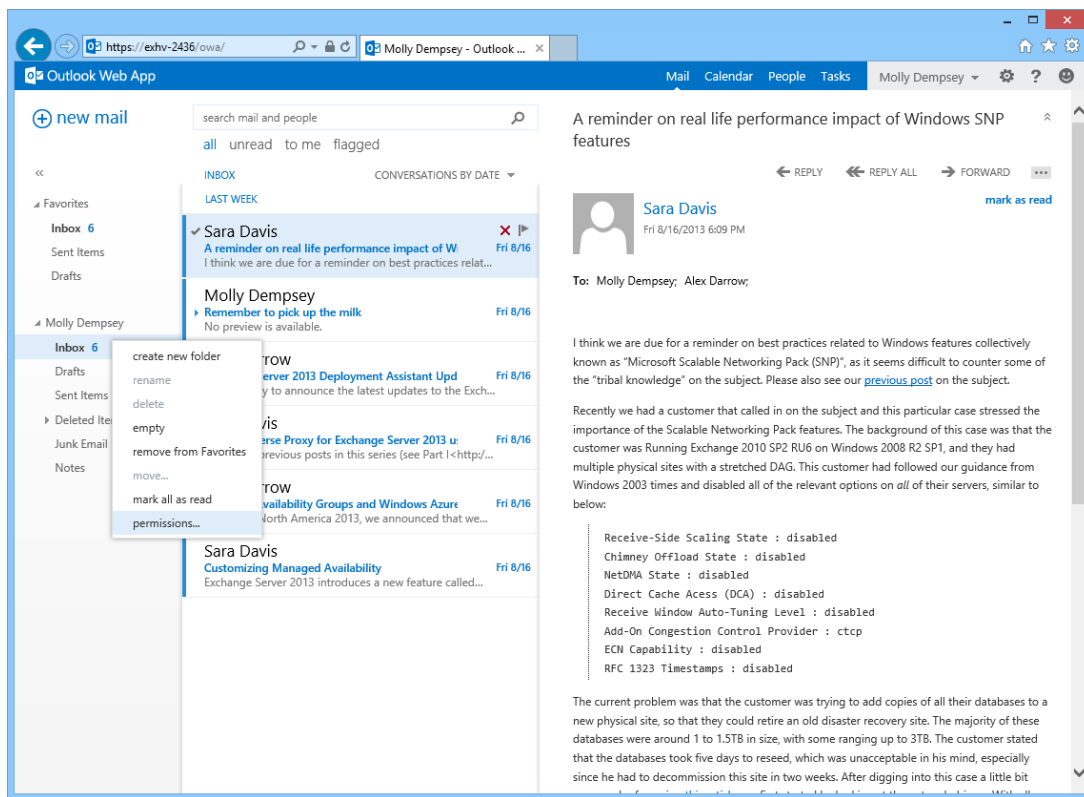 https://exhv-2436/owa/
Molly Dempsey - Outlook ...
Outlook Web App
Mail Calendar People Tasks Molly Dempsey
new mail
«
Favorites
Inbox 6
Sent Items
Drafts
Molly Dempsey
Inbox 6
Drafts
Sent Items
Deleted Ite
Junk Email
Notes
create new folder
rename
delete
empty
remove from Favorites
move...
mark all as read
permissions...
search mail and people
all unread to me flagged
INBOX CONVERSATIONS BY DATE
LAST WEEK
Sara Davis
A reminder on real life performance impact of W Fri 8/16
I think we are due for a reminder on best practices relat...
Molly Dempsey
Remember to pick up the milk Fri 8/16
No preview is available.
rrow
erver 2013 Deployment Assistant Upd Fri 8/16
y to announce the latest updates to the Exch...
vis
erse Proxy for Exchange Server 2013 Fri 8/16
revious posts in this series (see Part I<http:/...
rrow
vailability Groups and Windows Azure Fri 8/16
North America 2013, we announced that we...
Sara Davis
Customizing Managed Availability Fri 8/16
Exchange Server 2013 introduces a new feature called...
A reminder on real life performance impact of Windows SNP
features
REPLY REPLY ALL FORWARD ...
mark as read
Sara Davis
Fri 8/16/2013 6:09 PM
To: Molly Dempsey; Alex Darrow;
I think we are due for a reminder on best practices related to Windows features collectively
known as "Microsoft Scalable Networking Pack (SNP)", as it seems difficult to counter some of
the "tribal knowledge" on the subject. Please also see our previous post on the subject.
Recently we had a customer that called in on the subject and this particular case stressed the
importance of the Scalable Networking Pack features. The background of this case was that the
customer was Running Exchange 2010 SP2 RU6 on Windows 2008 R2 SP1, and they had
multiple physical sites with a stretched DAG. This customer had followed our guidance from
Windows 2003 times and disabled all of the relevant options on all of their servers, similar to
below:
Receive-Side Scaling State : disabled
Chimney Offload State : disabled
NetDMA State : disabled
Direct Cache Acess (DCA) : disabled
Receive Window Auto-Tuning Level : disabled
Add-On Congestion Control Provider : ctcp
ECN Capability : disabled
RFC 1323 Timestamps : disabled
The current problem was that the customer was trying to add copies of all their databases to a
new physical site, so that they could retire an old disaster recovery site. The majority of these
databases were around 1 to 1.5TB in size, with some ranging up to 3TB. The customer stated
that the databases took five days to reseed, which was unacceptable in his mind, especially
since he had to decommission this site in two weeks. After digging into this case a little bit